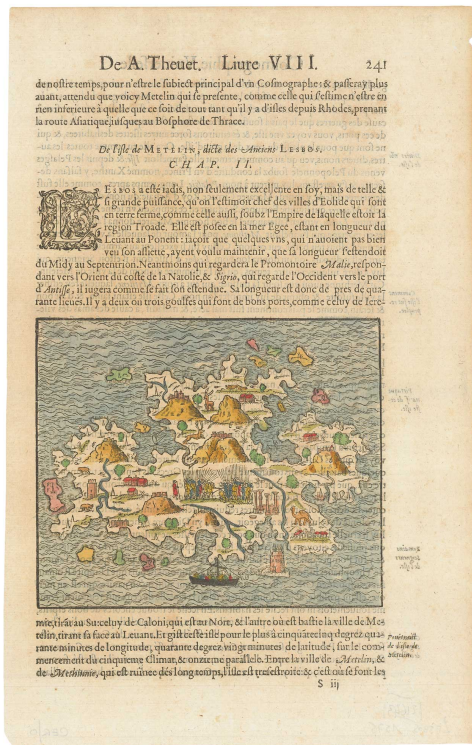 De A. Theuet. Liure VIII. 241
de nostre temps, pour n'estre le subiect principal d'vn Cosmographe: & passeray plus
auant, attendu que voicy Metelin qui se presente, comme celle qui s'estime n'estre en
rien inferieure à quelle que ce soit de tout tant qu'il y a d'isles depuis Rhodes, prenant
la route Asiatique, iusques au Bosphore de Thrace.
De l'isle de METELIN, dicte des Anciens LESBOS.
CHAP. II.
LESBOS a esté iadis, non seulement excellente en soy, mais de telle &
si grande puissance, qu'on l'estimoit chef des villes d'Eolide qui sont
en terre ferme, comme celle aussi, soubz l'Empire de laquelle estoit la
region Troade. Elle est posee en la mer Egee, estant en longueur du
Leuant au Ponent: iaçoit que quelques vns, qui n'auoient pas bien
veu son assiette, ayent voulu maintenir, que sa longueur s'estendoit
du Midy au Septentrion. Neantmoins qui regardera le Promontoire Malie, respon-
dant vers l'Orient du costé de la Natolie, & Sigrio, qui regarde l'Occident vers le port
d'Antisse, il iugera comme se fait son estendue. Sa longueur est donc de pres de qua-
rante lieuës. Il y a deux ou trois goulfes qui font de bons ports, comme celuy de Iere-
mie, tirāt au Su: celuy de Caloni, qui est au Nort, & l'autre où est bastie la ville de Me-
telin, tirant sa face au Leuant. Et gist ceste isle pour le plus à cinquāte cinq degrez qua-
rante minutes de longitude, quarante degrez vingt minutes de latitude, sur le com-
mencement du cinquieme Climat, & onzieme parallele. Entre la ville de Metelin, &
de Methimne, qui est ruinee dés long temps, l'isle est tresestroite: & c'est où se font les
S iij